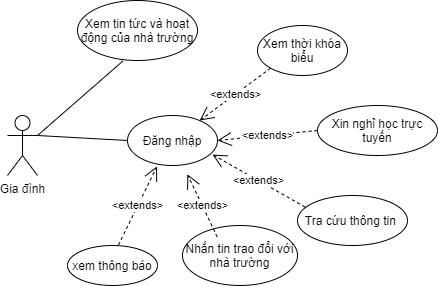 Xem tin tức và hoạt
động của nhà trường
Xem thời khóa
biểu
<extends>
Xin nghỉ học trực
tuyến
<extends>
Đăng nhập
Gia đình
<extends>
Tra cứu thông tin
<extends>
<extends>
Nhắn tin trao đổi với
nhà trường
xem thông báo